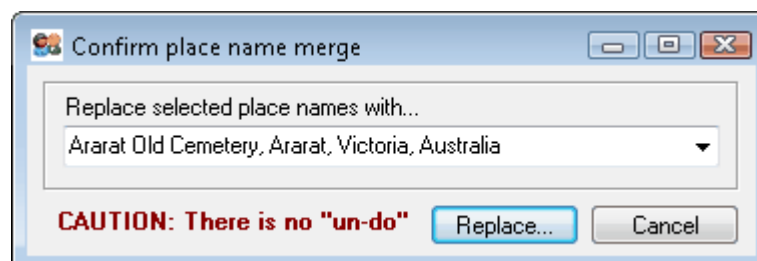 Confirm place name merge
Replace selected place names with...
Ararat Old Cemetery, Ararat, Victoria, Australia
CAUTION: There is no "un-do" Replace... Cancel